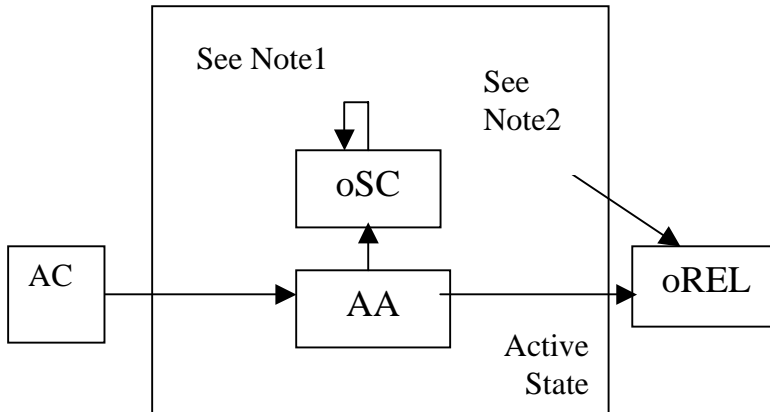 See Note1
See
Note2
oSC
AC
AA
oREL
Active
State